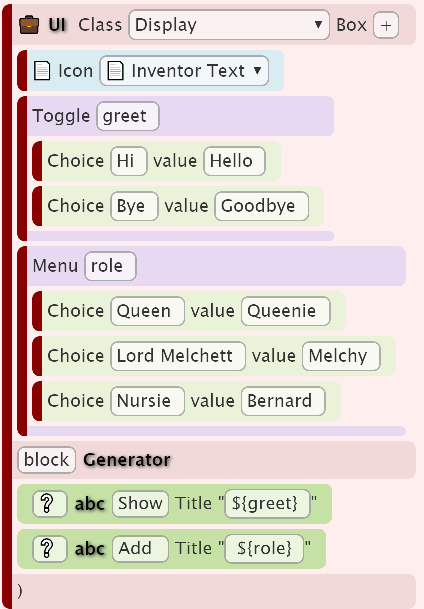 UI Class Display Box +
Icon Inventor Text
Toggle greet
Choice Hi value Hello
Choice Bye value Goodbye
Menu role
Choice Queen value Queenie
Choice Lord Melchett value Melchy
Choice Nursie value Bernard
block Generator
? abc Show Title "${greet}"
? abc Add Title "${role}"
)